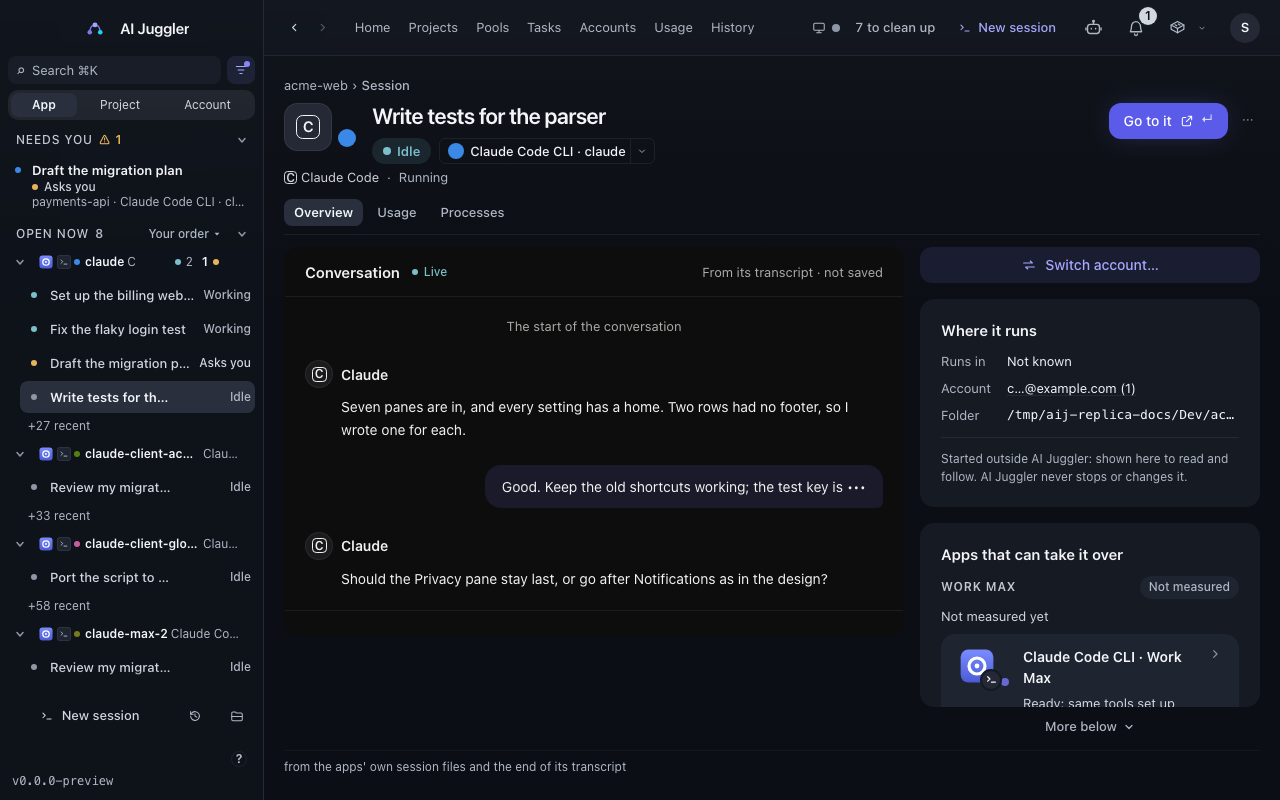 AI Juggler
Search ⌘K
App Project Account
NEEDS YOU 1
Draft the migration plan
Asks you
payments-api · Claude Code CLI · cl...
OPEN NOW 8 Your order
claude C 2 1
Set up the billing web... Working
Fix the flaky login test Working
Draft the migration p... Asks you
Write tests for th... Idle
+27 recent
claude-client-ac... Clau...
Review my migrat... Idle
+33 recent
claude-client-glo... Clau...
Port the script to ... Idle
+58 recent
claude-max-2 Claude Co...
Review my migrat... Idle
New session
?
v0.0.0-preview
Home Projects Pools Tasks Accounts Usage History
7 to clean up
New session
1
S
acme-web › Session
C
Write tests for the parser
Idle
Claude Code CLI · claude
Go to it
C Claude Code · Running
Overview Usage Processes
Conversation Live From its transcript · not saved
The start of the conversation
C Claude
Seven panes are in, and every setting has a home. Two rows had no footer, so I
wrote one for each.
Good. Keep the old shortcuts working; the test key is •••
C Claude
Should the Privacy pane stay last, or go after Notifications as in the design?
Switch account...
Where it runs
Runs in Not known
Account c...@example.com (1)
Folder /tmp/aij-replica-docs/Dev/ac...
Started outside AI Juggler: shown here to read and
follow. AI Juggler never stops or changes it.
Apps that can take it over
WORK MAX Not measured
Not measured yet
Claude Code CLI · Work
Max
Ready: same tools set up
More below
from the apps' own session files and the end of its transcript